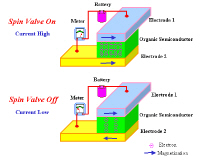 Battery
Spin Valve On
Meter
Electrode 1
Current High
Organic Semiconductor
Electrode 2
Battery
Spin Valve Off
Meter
Electrode 1
Current Low
Organic Semiconductor
Electrode 2
Electron
Magnetization